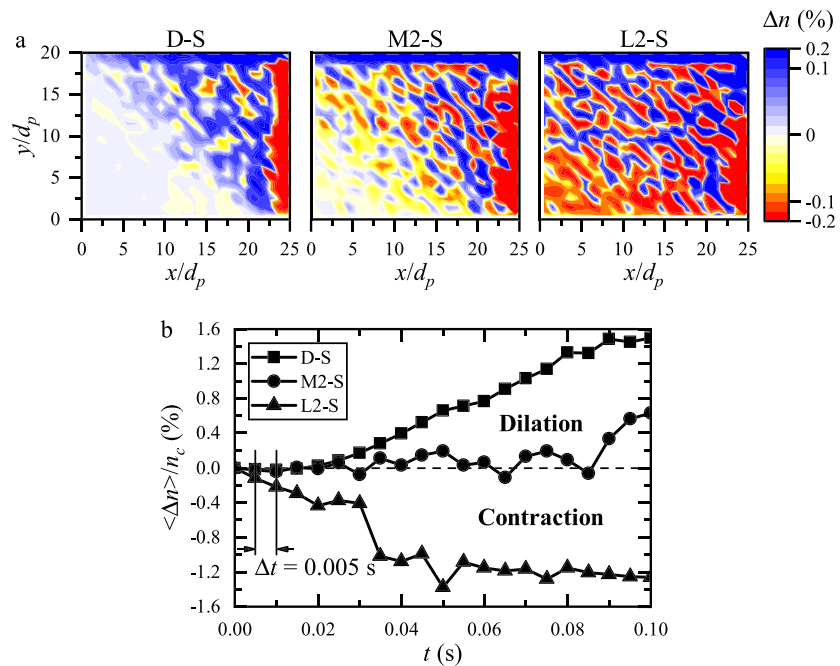 a
D-S
M2-S
L2-S
Δn (%)
y/d_p
20
15
10
5
0
0 5 10 15 20 25
0 5 10 15 20 25
0 5 10 15 20 25
x/d_p
x/d_p
x/d_p
0.2
0.1
0
-0.1
-0.2
b
<Δn>/n_c (%)
1.6
1.2
0.8
0.4
0.0
-0.4
-0.8
-1.2
-1.6
D-S
M2-S
L2-S
Dilation
Contraction
Δt = 0.005 s
0.00 0.02 0.04 0.06 0.08 0.10
t (s)